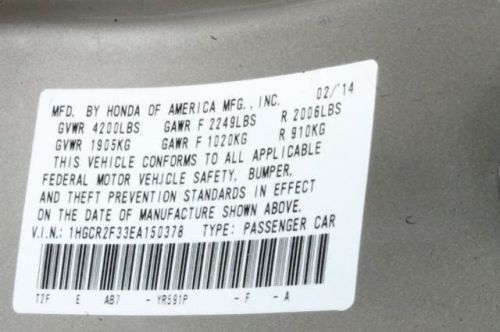 MFD. BY HONDA OF AMERICA MFG., INC. 02/'14
GVWR 4200LBS GAWR F 2249LBS R 2006LBS
GVWR 1905KG GAWR F 1020KG R 910KG
THIS VEHICLE CONFORMS TO ALL APPLICABLE
FEDERAL MOTOR VEHICLE SAFETY, BUMPER,
AND THEFT PREVENTION STANDARDS IN EFFECT
ON THE DATE OF MANUFACTURE SHOWN ABOVE.
V.I.N.: 1HGCR2F33EA150378 TYPE: PASSENGER CAR
T2F E AB7 - YR591P - F - A